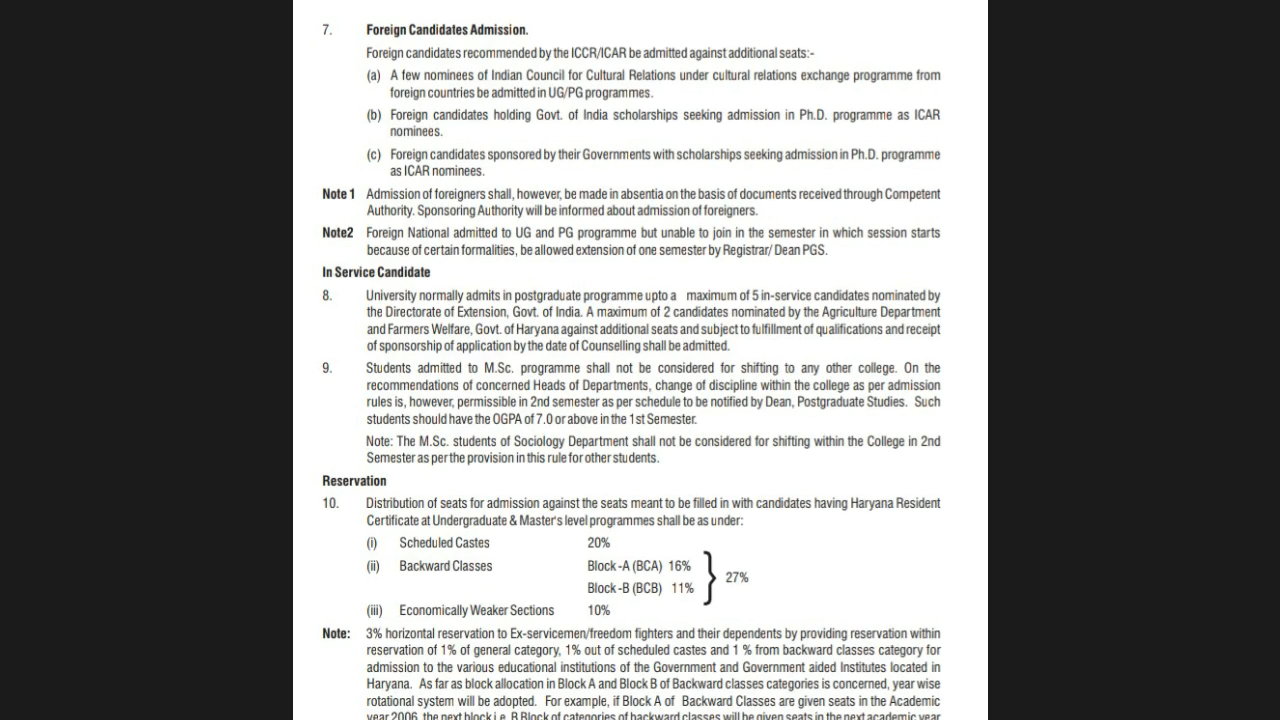 7. Foreign Candidates Admission.
Foreign candidates recommended by the ICCR/ICAR be admitted against additional seats:-
(a) A few nominees of Indian Council for Cultural Relations under cultural relations exchange programme from
foreign countries be admitted in UG/PG programmes.
(b) Foreign candidates holding Govt. of India scholarships seeking admission in Ph.D. programme as ICAR
nominees.
(c) Foreign candidates sponsored by their Governments with scholarships seeking admission in Ph.D. programme
as ICAR nominees.
Note 1 Admission of foreigners shall, however, be made in absentia on the basis of documents received through Competent
Authority. Sponsoring Authority will be informed about admission of foreigners.
Note2 Foreign National admitted to UG and PG programme but unable to join in the semester in which session starts
because of certain formalities, be allowed extension of one semester by Registrar/ Dean PGS.
In Service Candidate
8. University normally admits in postgraduate programme upto a maximum of 5 in-service candidates nominated by
the Directorate of Extension, Govt. of India. A maximum of 2 candidates nominated by the Agriculture Department
and Farmers Welfare, Govt. of Haryana against additional seats and subject to fulfillment of qualifications and receipt
of sponsorship of application by the date of Counselling shall be admitted.
9. Students admitted to M.Sc. programme shall not be considered for shifting to any other college. On the
recommendations of concerned Heads of Departments, change of discipline within the college as per admission
rules is, however, permissible in 2nd semester as per schedule to be notified by Dean, Postgraduate Studies. Such
students should have the OGPA of 7.0 or above in the 1st Semester.
Note: The M.Sc. students of Sociology Department shall not be considered for shifting within the College in 2nd
Semester as per the provision in this rule for other students.
Reservation
10. Distribution of seats for admission against the seats meant to be filled in with candidates having Haryana Resident
Certificate at Undergraduate & Master's level programmes shall be as under:
(i) Scheduled Castes 20%
(ii) Backward Classes Block-A (BCA) 16%
27%
Block-B (BCB) 11%
(iii) Economically Weaker Sections 10%
Note: 3% horizontal reservation to Ex-servicemen/freedom fighters and their dependents by providing reservation within
reservation of 1% of general category, 1% out of scheduled castes and 1 % from backward classes category for
admission to the various educational institutions of the Government and Government aided Institutes located in
Haryana. As far as block allocation in Block A and Block B of Backward classes categories is concerned, year wise
rotational system will be adopted. For example, if Block A of Backward Classes are given seats in the Academic
year 2006, the next block i.e. B Block of categories of backward classes will be given seats in the next academic year